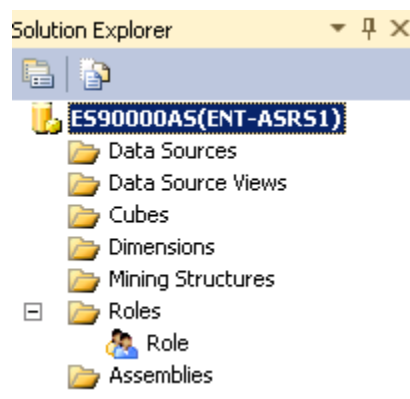 Solution Explorer
ES90000AS(ENT-ASRS1)
Data Sources
Data Source Views
Cubes
Dimensions
Mining Structures
Roles
Role
Assemblies